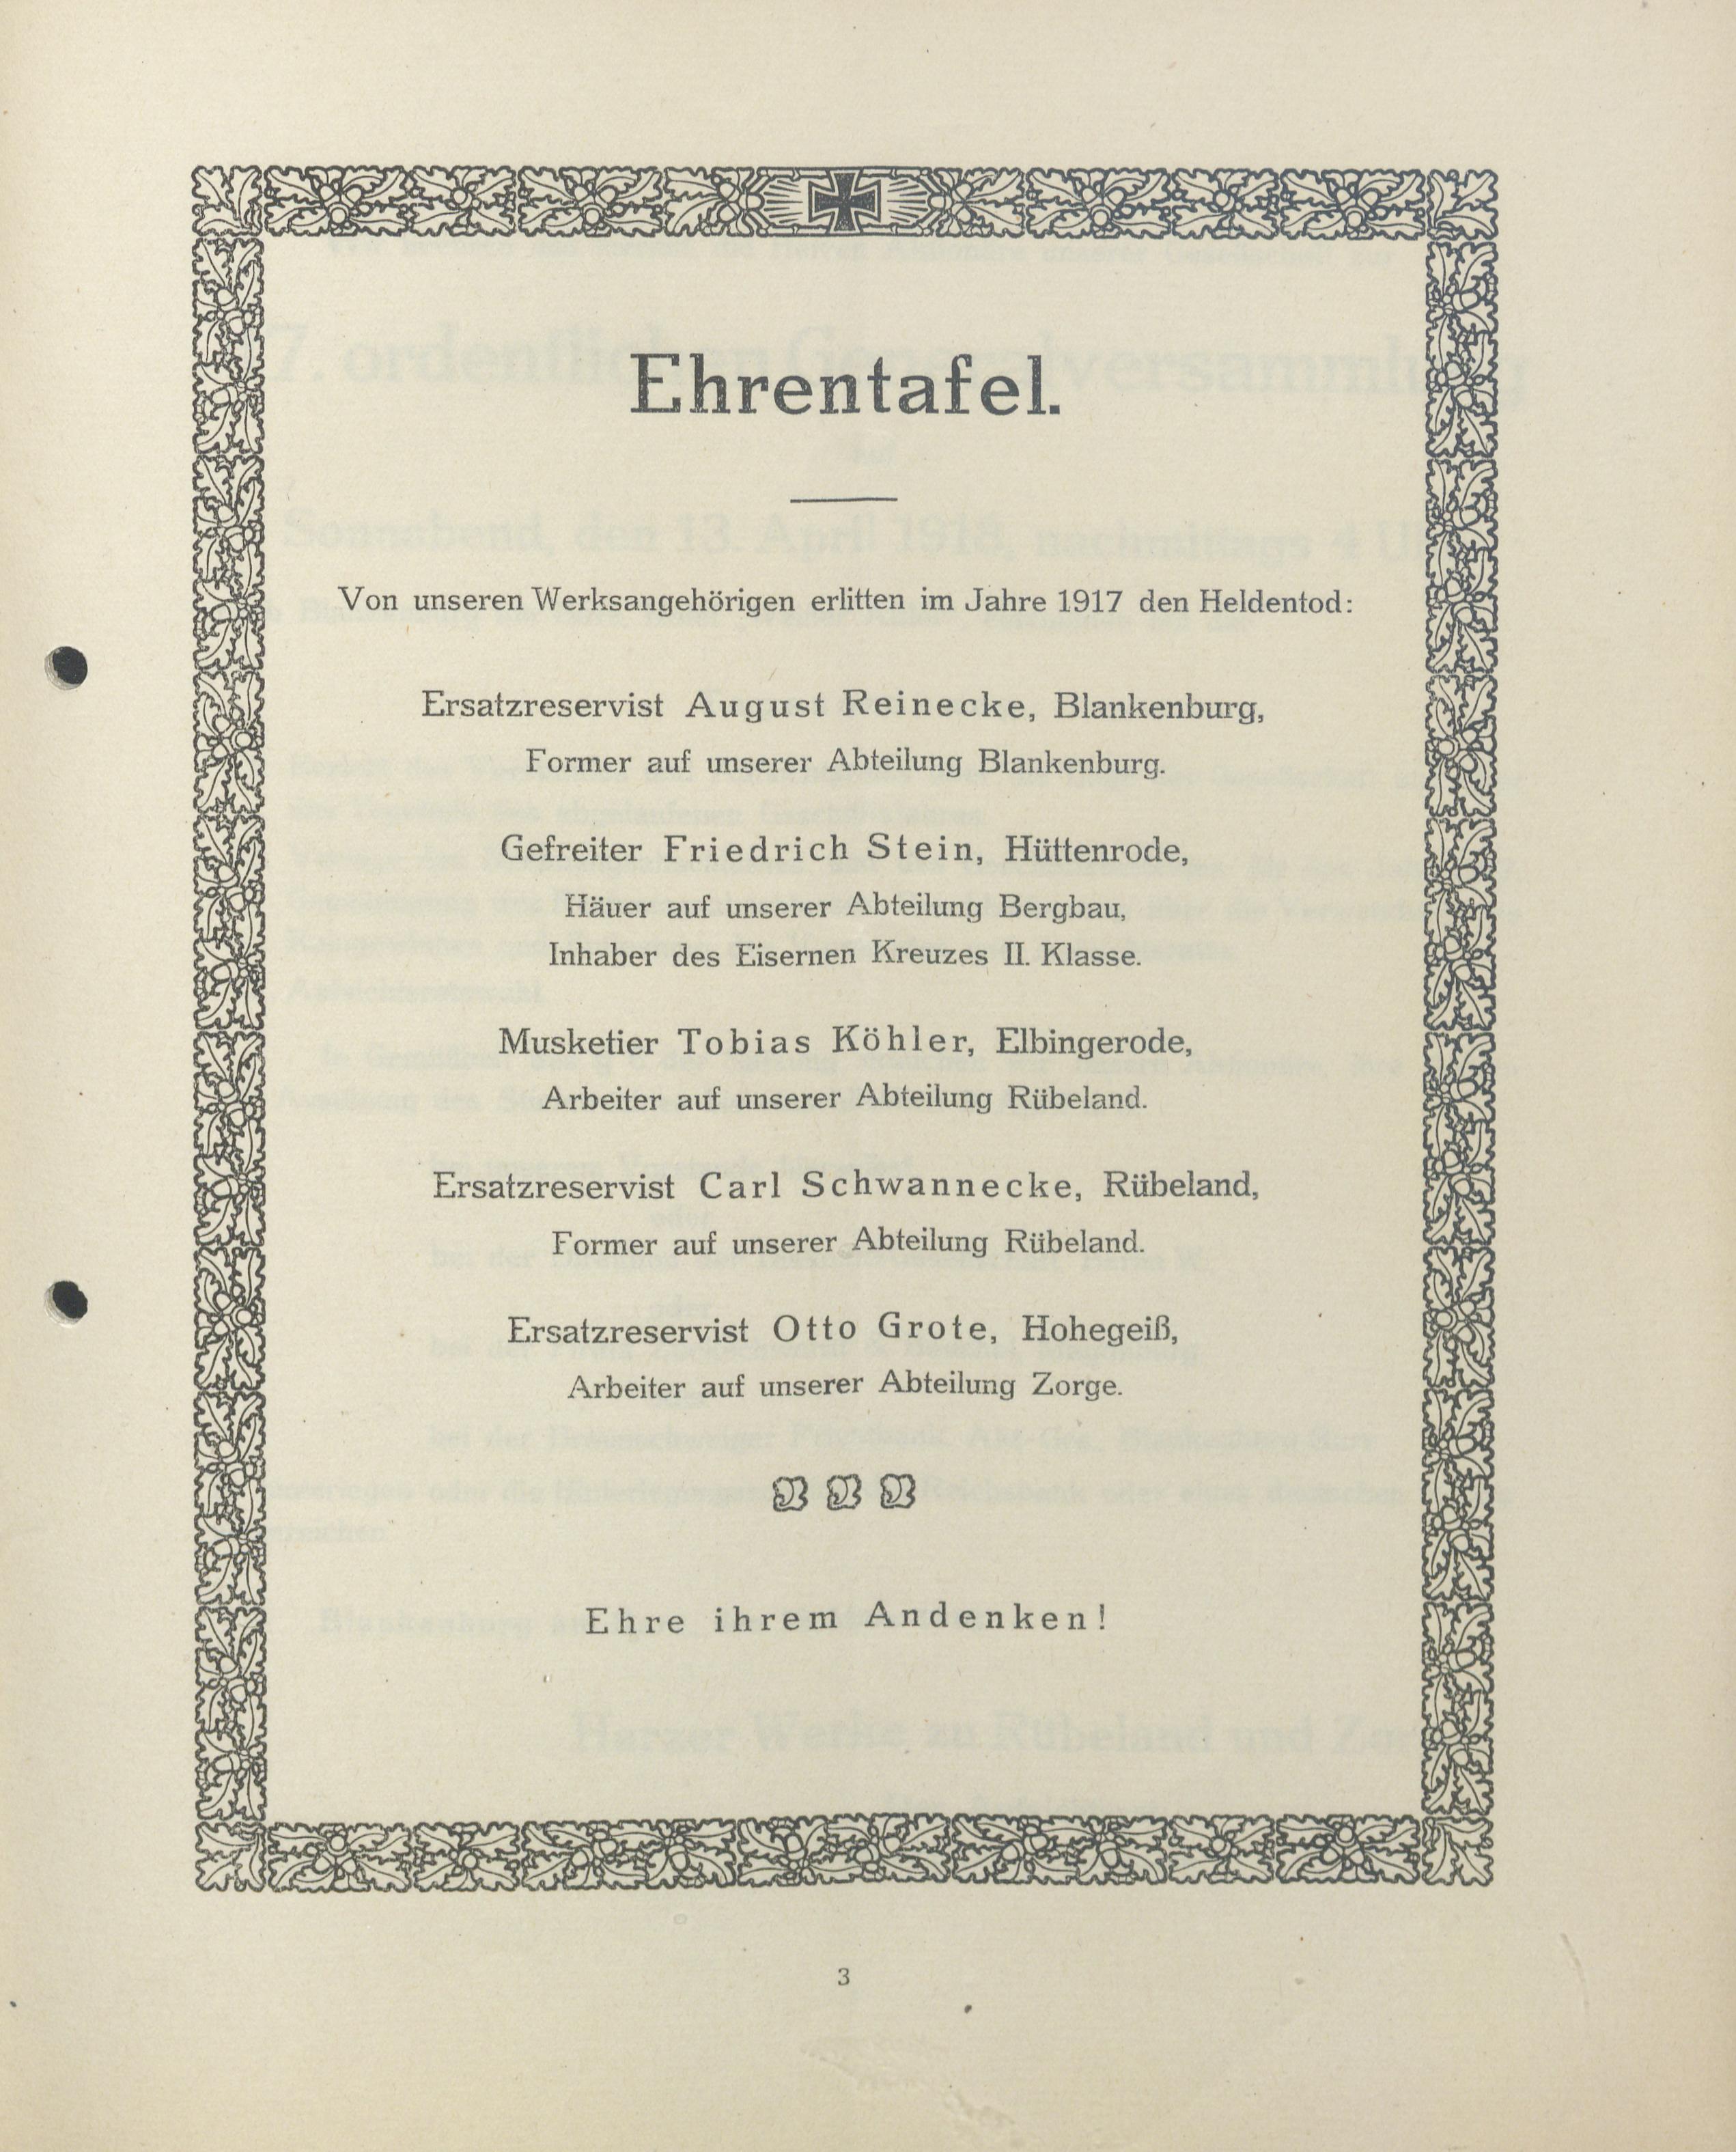 Ehrentafel.
Von unseren Werksangehörigen erlitten im Jahre 1917 den Heldentod:
Ersatzreservist August Reinecke, Blankenburg,
Former auf unserer Abteilung Blankenburg.
Gefreiter Friedrich Stein, Hüttenrode,
Häuer auf unserer Abteilung Bergbau,
Inhaber des Eisernen Kreuzes II. Klasse.
Musketier Tobias Köhler, Elbingerode,
Arbeiter auf unserer Abteilung Rübeland.
Ersatzreservist Carl Schwannecke, Rübeland,
Former auf unserer Abteilung Rübeland.
Ersatzreservist Otto Grote, Hohegeiß,
Arbeiter auf unserer Abteilung Zorge.
Ehre ihrem Andenken!
3